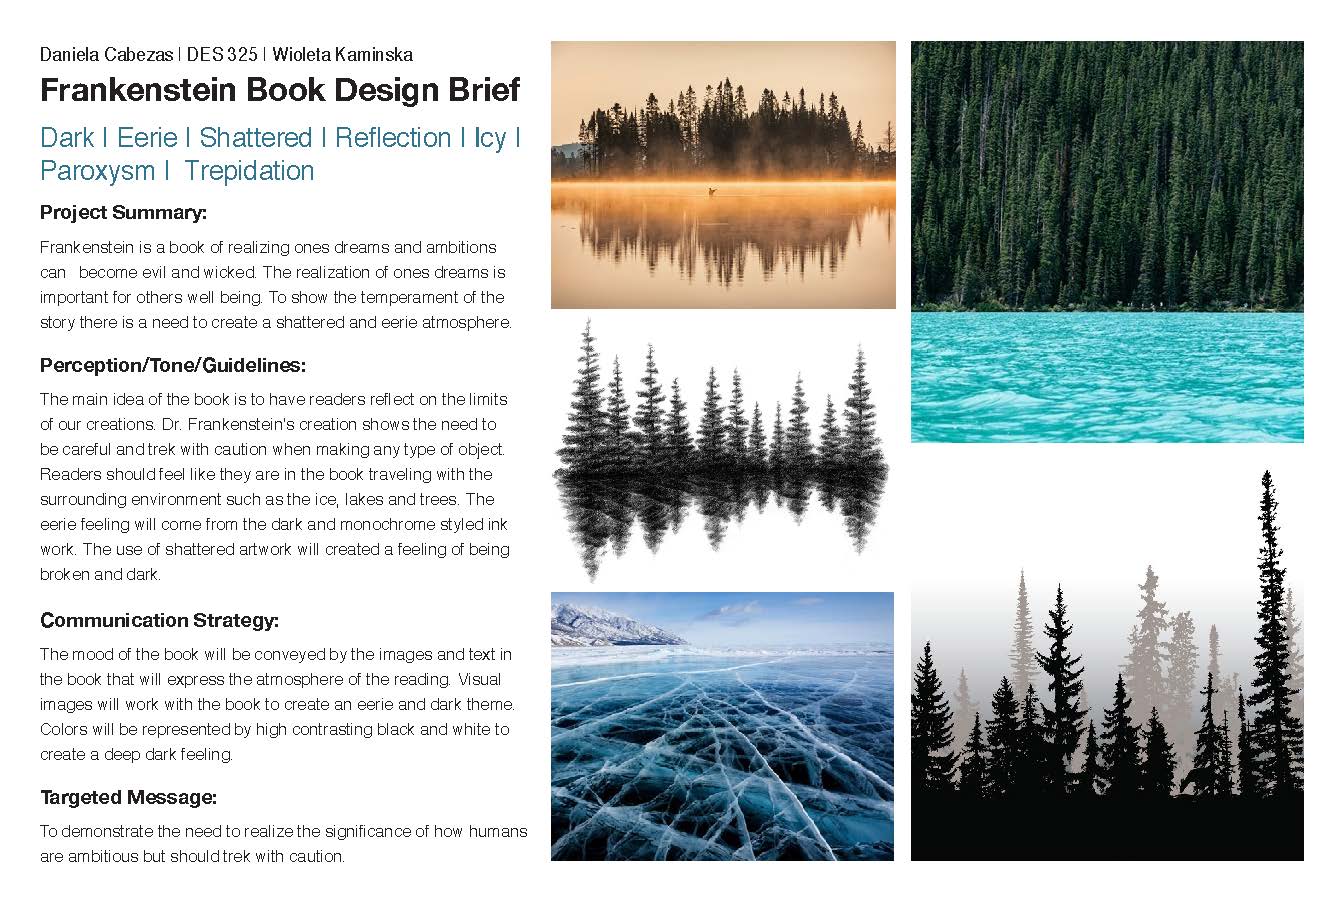 Daniela Cabezas | DES 325 | Wioleta Kaminska
Frankenstein Book Design Brief
Dark | Eerie | Shattered | Reflection | Icy |
Paroxysm | Trepidation
Project Summary:
Frankenstein is a book of realizing ones dreams and ambitions
can become evil and wicked. The realization of ones dreams is
important for others well being. To show the temperament of the
story there is a need to create a shattered and eerie atmosphere.
Perception/Tone/Guidelines:
The main idea of the book is to have readers reflect on the limits
of our creations. Dr. Frankenstein's creation shows the need to
be careful and trek with caution when making any type of object.
Readers should feel like they are in the book traveling with the
surrounding environment such as the ice, lakes and trees. The
eerie feeling will come from the dark and monochrome styled ink
work. The use of shattered artwork will created a feeling of being
broken and dark.
Communication Strategy:
The mood of the book will be conveyed by the images and text in
the book that will express the atmosphere of the reading. Visual
images will work with the book to create an eerie and dark theme.
Colors will be represented by high contrasting black and white to
create a deep dark feeling.
Targeted Message:
To demonstrate the need to realize the significance of how humans
are ambitious but should trek with caution.